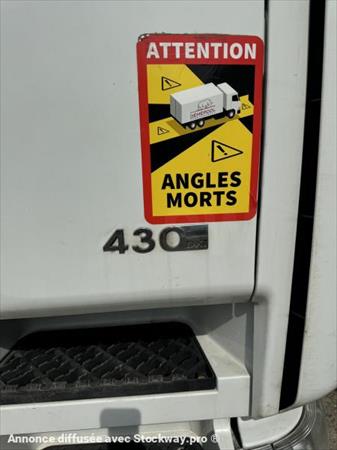 ATTENTION
ANGLES
MORTS
430
Annonce diffusée avec Stockway.pro ®